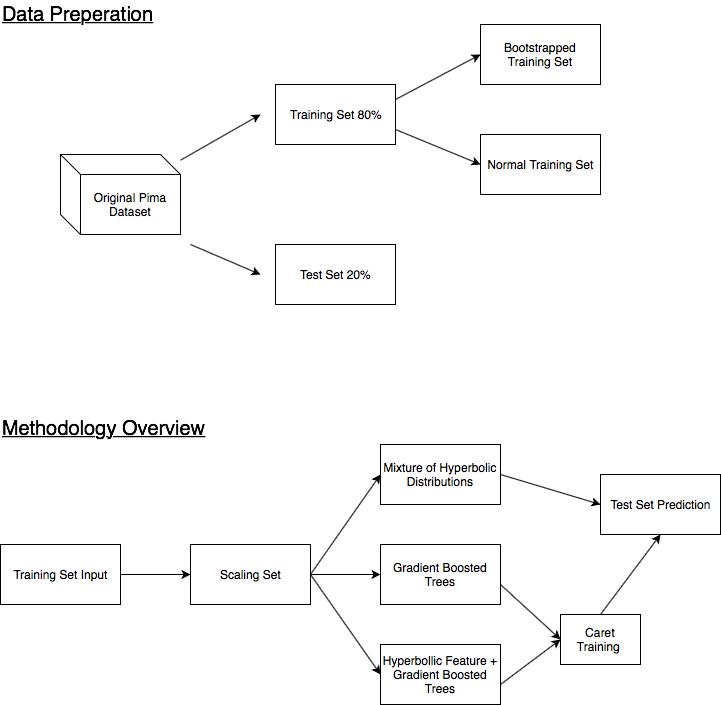 Data Preperation
Bootstrapped
Training Set
Training Set 80%
Normal Training Set
Original Pima
Dataset
Test Set 20%
Methodology Overview
Mixture of Hyperbolic
Distributions
Test Set Prediction
Training Set Input
Scaling Set
Gradient Boosted
Trees
Caret
Training
Hyperbollic Feature +
Gradient Boosted
Trees